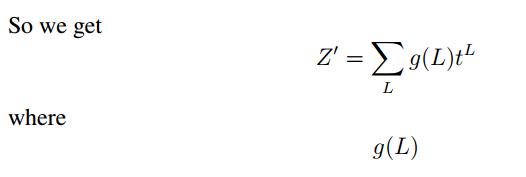 So we get
Z' = ∑_L g(L)t^L
where
g(L)